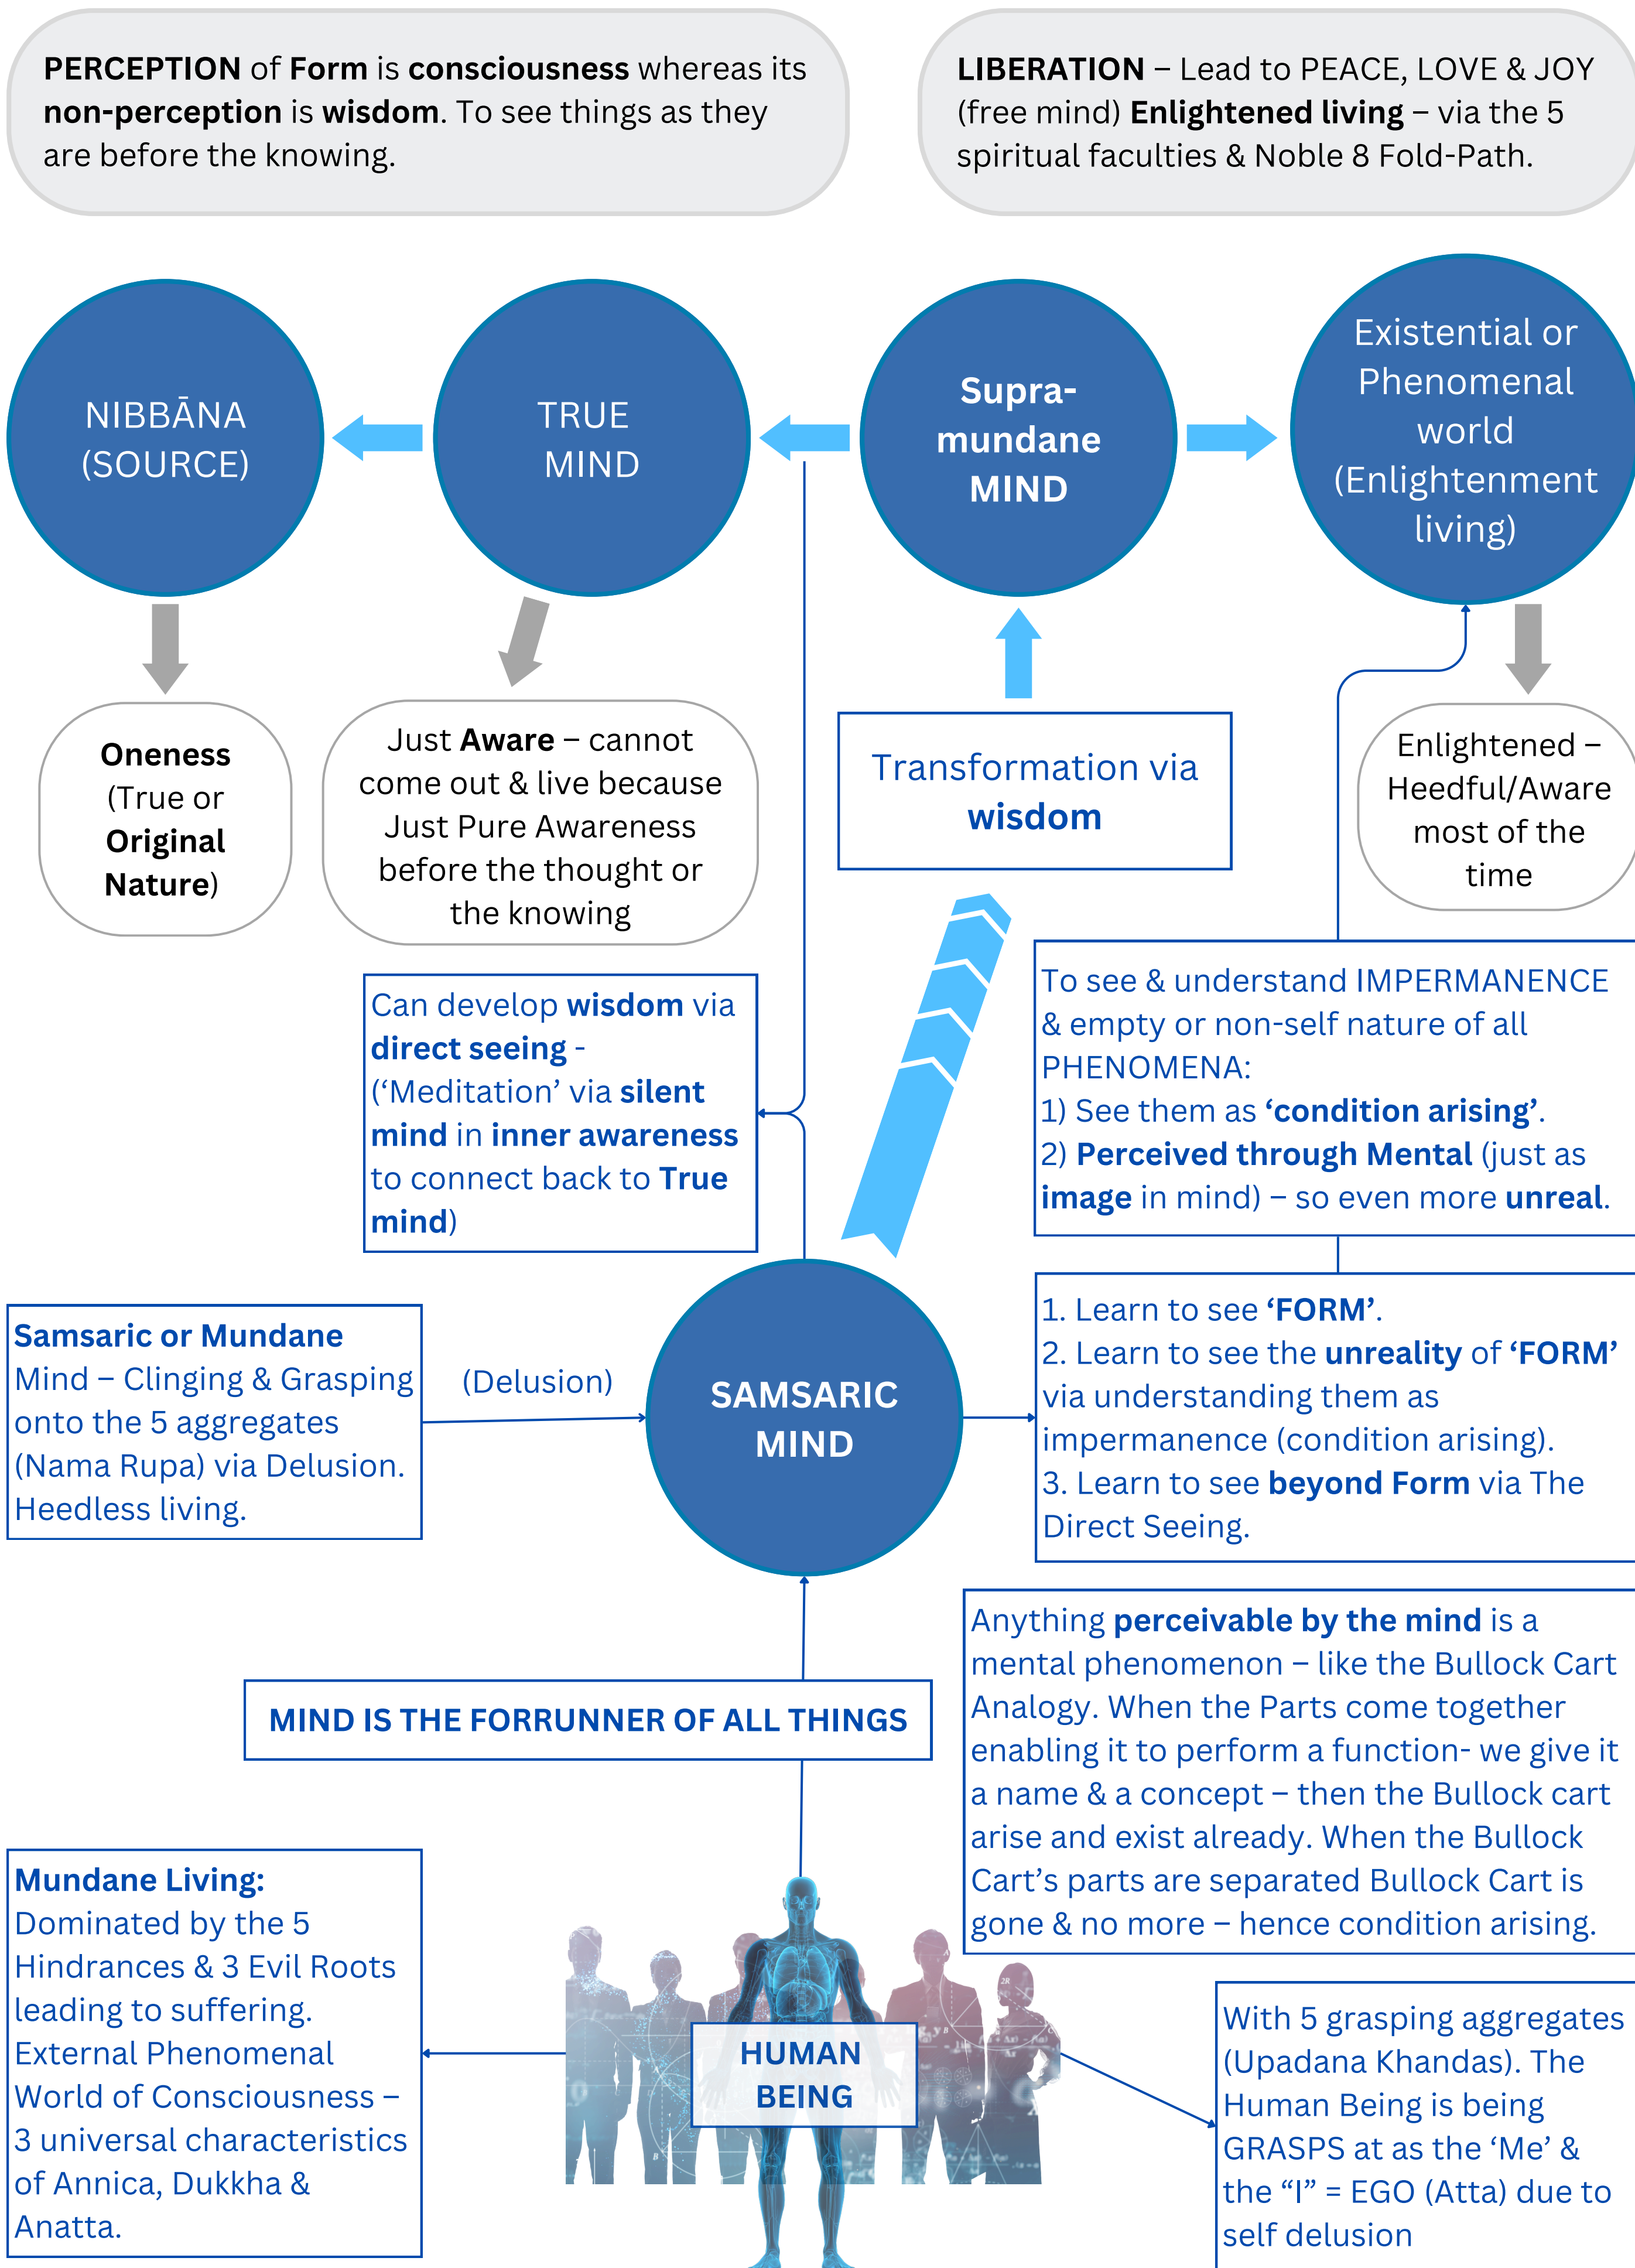 PERCEPTION of Form is consciousness whereas its
non-perception is wisdom. To see things as they
are before the knowing.
LIBERATION – Lead to PEACE, LOVE & JOY
(free mind) Enlightened living – via the 5
spiritual faculties & Noble 8 Fold-Path.
NIBBĀNA
(SOURCE)
TRUE
MIND
Supra-
mundane
MIND
Existential or
Phenomenal
world
(Enlightenment
living)
Oneness
(True or
Original
Nature)
Just Aware – cannot
come out & live because
Just Pure Awareness
before the thought or
the knowing
Transformation via
wisdom
Enlightened –
Heedful/Aware
most of the
time
Can develop wisdom via
direct seeing -
(‘Meditation’ via silent
mind in inner awareness
to connect back to True
mind)
To see & understand IMPERMANENCE
& empty or non-self nature of all
PHENOMENA:
1) See them as ‘condition arising’.
2) Perceived through Mental (just as
image in mind) – so even more unreal.
Samsaric or Mundane
Mind – Clinging & Grasping
onto the 5 aggregates
(Nama Rupa) via Delusion.
Heedless living.
(Delusion)
SAMSARIC
MIND
1. Learn to see ‘FORM’.
2. Learn to see the unreality of ‘FORM’
via understanding them as
impermanence (condition arising).
3. Learn to see beyond Form via The
Direct Seeing.
MIND IS THE FORRUNNER OF ALL THINGS
Anything perceivable by the mind is a
mental phenomenon – like the Bullock Cart
Analogy. When the Parts come together
enabling it to perform a function- we give it
a name & a concept – then the Bullock cart
arise and exist already. When the Bullock
Cart’s parts are separated Bullock Cart is
gone & no more – hence condition arising.
Mundane Living:
Dominated by the 5
Hindrances & 3 Evil Roots
leading to suffering.
External Phenomenal
World of Consciousness –
3 universal characteristics
of Annica, Dukkha &
Anatta.
HUMAN
BEING
With 5 grasping aggregates
(Upadana Khandas). The
Human Being is being
GRASPS at as the ‘Me’ &
the “I” = EGO (Atta) due to
self delusion